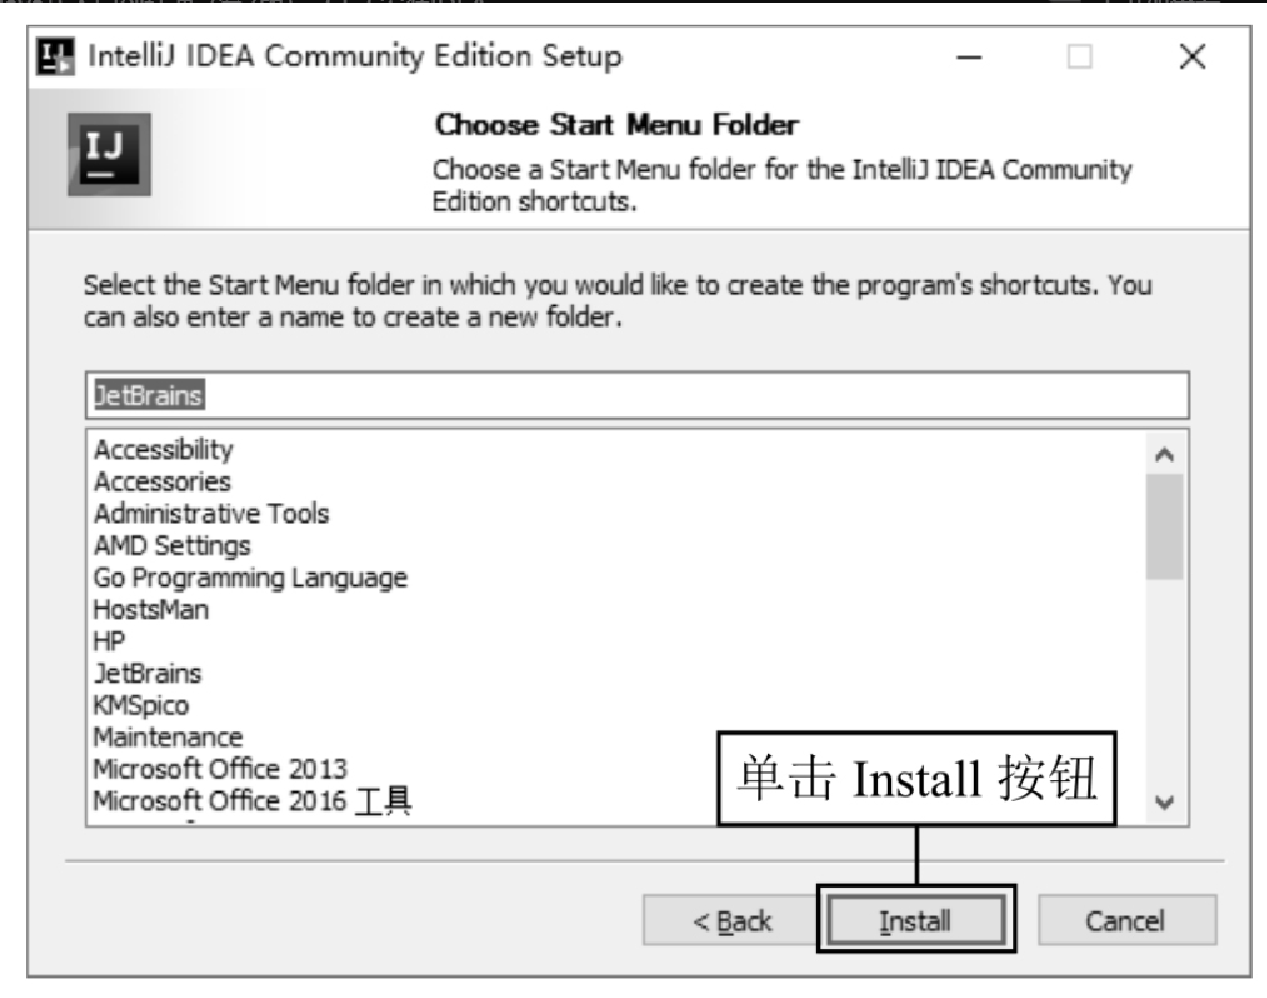 IntelliJ IDEA Community Edition Setup
IJ
Choose Start Menu Folder
Choose a Start Menu folder for the IntelliJ IDEA Community
Edition shortcuts.
Select the Start Menu folder in which you would like to create the program's shortcuts. You
can also enter a name to create a new folder.
JetBrains
Accessibility
Accessories
Administrative Tools
AMD Settings
Go Programming Language
HostsMan
HP
JetBrains
KMSpico
Maintenance
Microsoft Office 2013
Microsoft Office 2016 工具
单击 Install 按钮
< Back
Install
Cancel